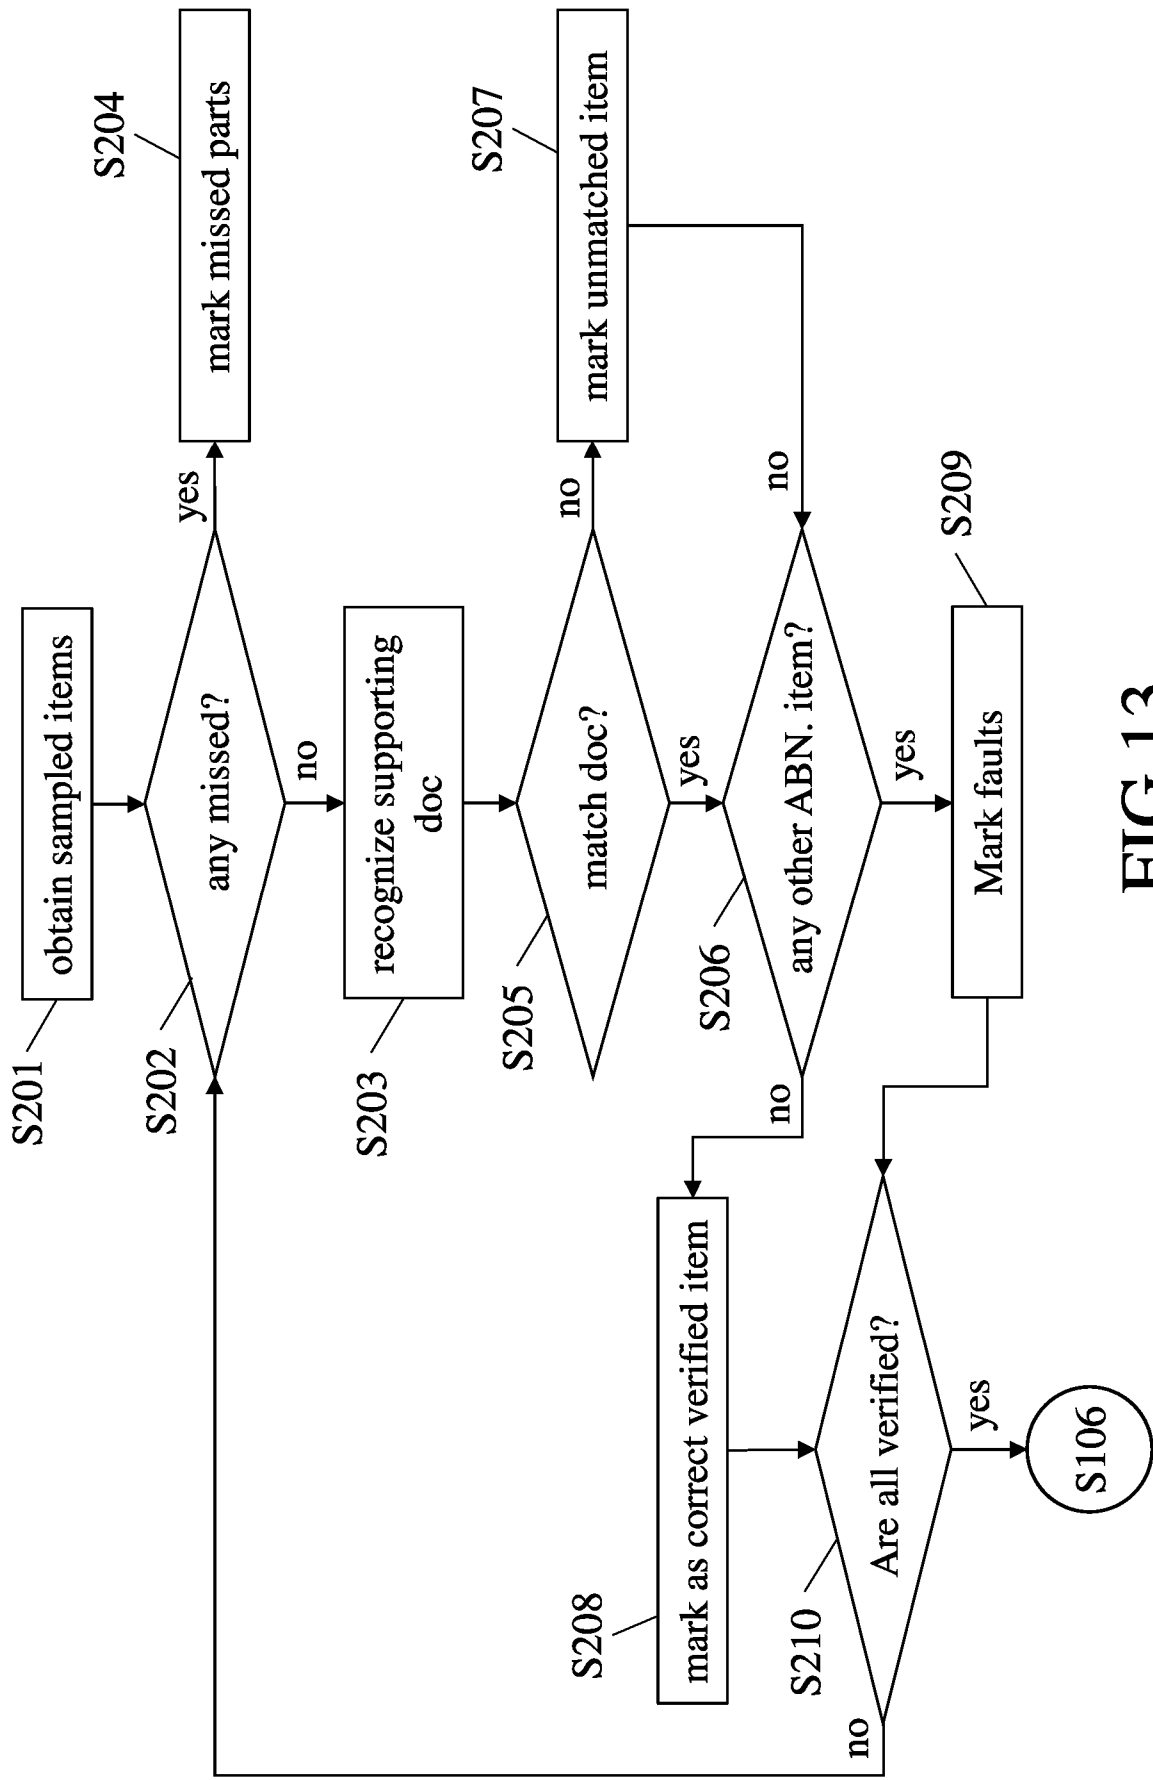 S201
obtain sampled items
S202
any missed?
yes
S204
mark missed parts
no
S203
recognize supporting
doc
S205
match doc?
no
S207
mark unmatched item
yes
S206
any other ABN. item?
no
no
S208
mark as correct verified item
yes
S209
Mark faults
S210
Are all verified?
no
yes
S106
FIG.13